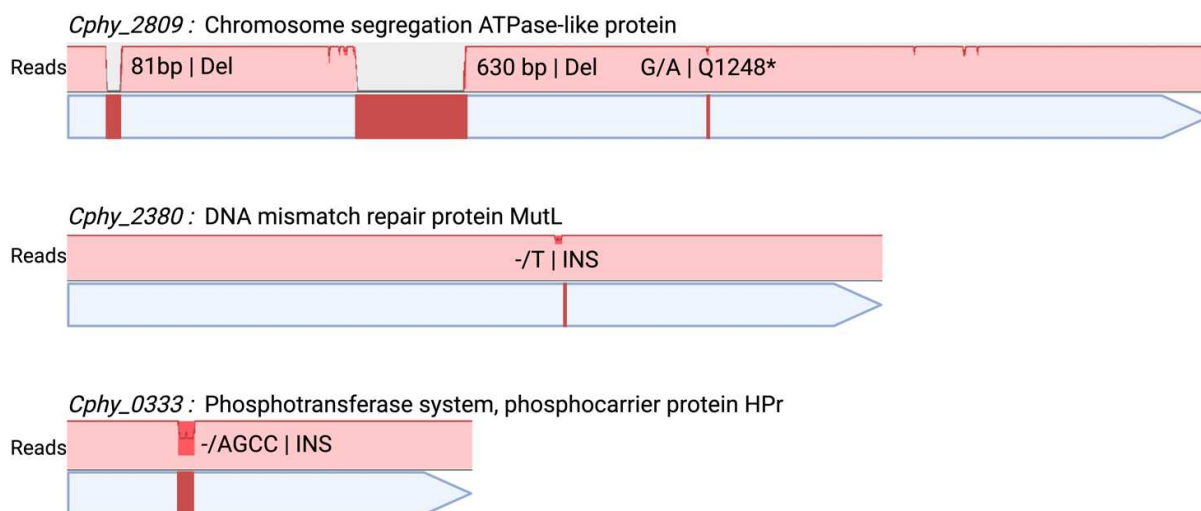 Cphy_2809 : Chromosome segregation ATPase-like protein
Reads 81bp | Del 630 bp | Del G/A | Q1248*
Cphy_2380 : DNA mismatch repair protein MutL
Reads -/T | INS
Cphy_0333 : Phosphotransferase system, phosphocarrier protein HPr
Reads -/AGCC | INS